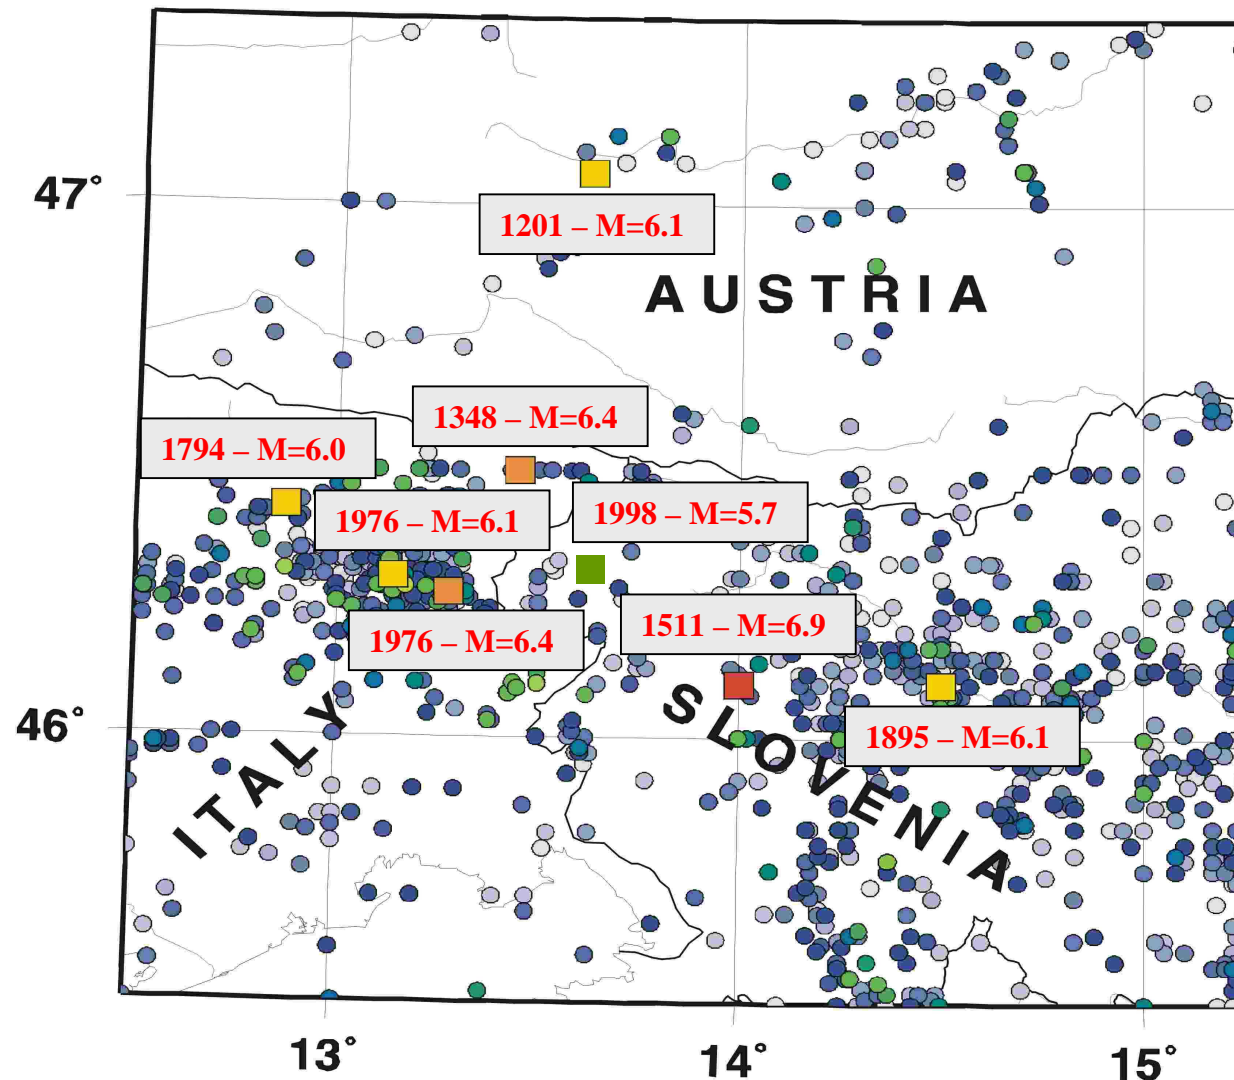 47°
1201 – M=6.1
AUSTRIA
1348 – M=6.4
1794 – M=6.0
1976 – M=6.1
1998 – M=5.7
1976 – M=6.4
1511 – M=6.9
46°
ITALY
SLOVENIA
1895 – M=6.1
13°
14°
15°